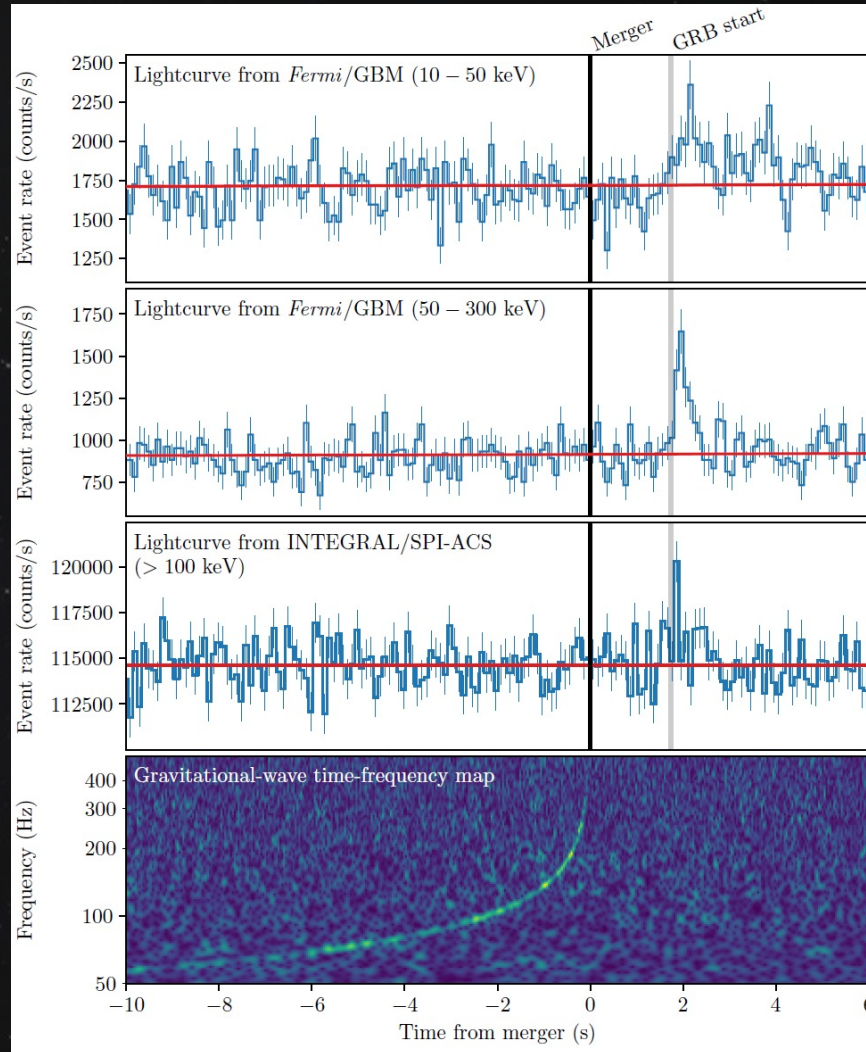 Merger
GRB start
Lightcurve from Fermi/GBM (10 − 50 keV)
Event rate (counts/s)
2500
2250
2000
1750
1500
1250
Lightcurve from Fermi/GBM (50 − 300 keV)
Event rate (counts/s)
1750
1500
1250
1000
750
Lightcurve from INTEGRAL/SPI-ACS
(> 100 keV)
Event rate (counts/s)
120000
117500
115000
112500
Gravitational-wave time-frequency map
Frequency (Hz)
400
300
200
100
50
−10 −8 −6 −4 −2 0 2 4 6
Time from merger (s)